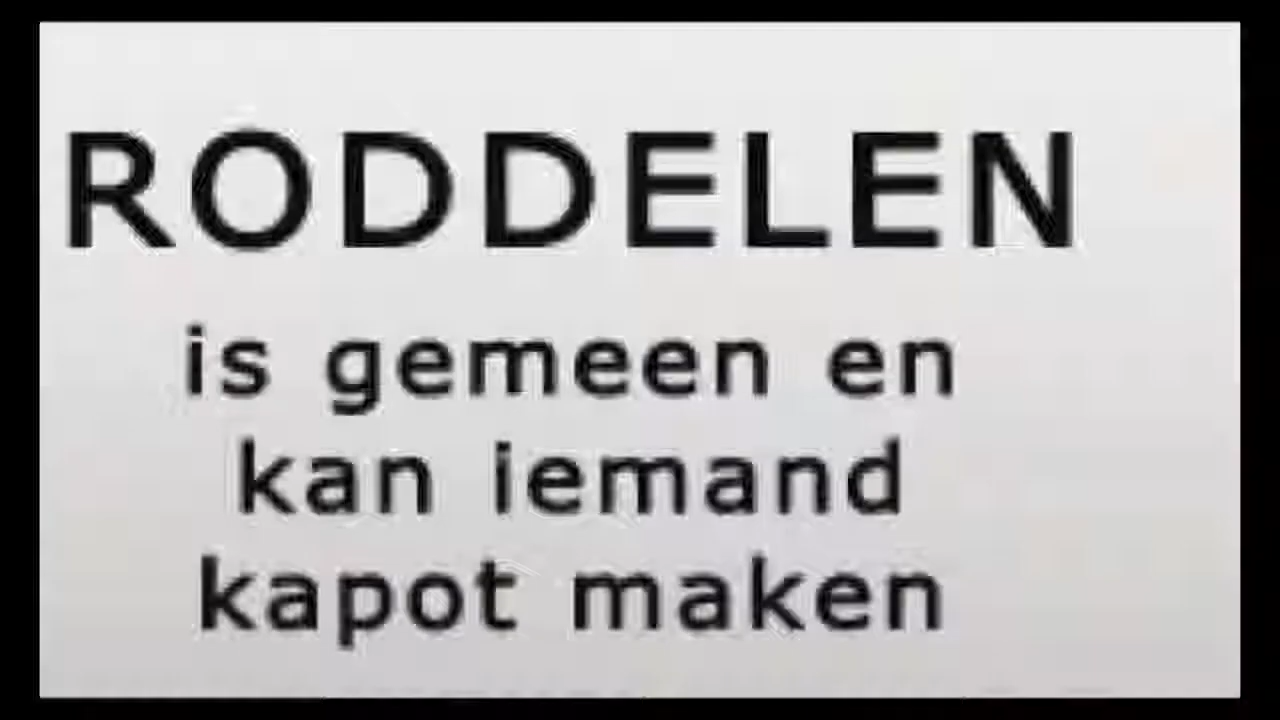 RODDELEN
is gemeen en
kan iemand
kapot maken